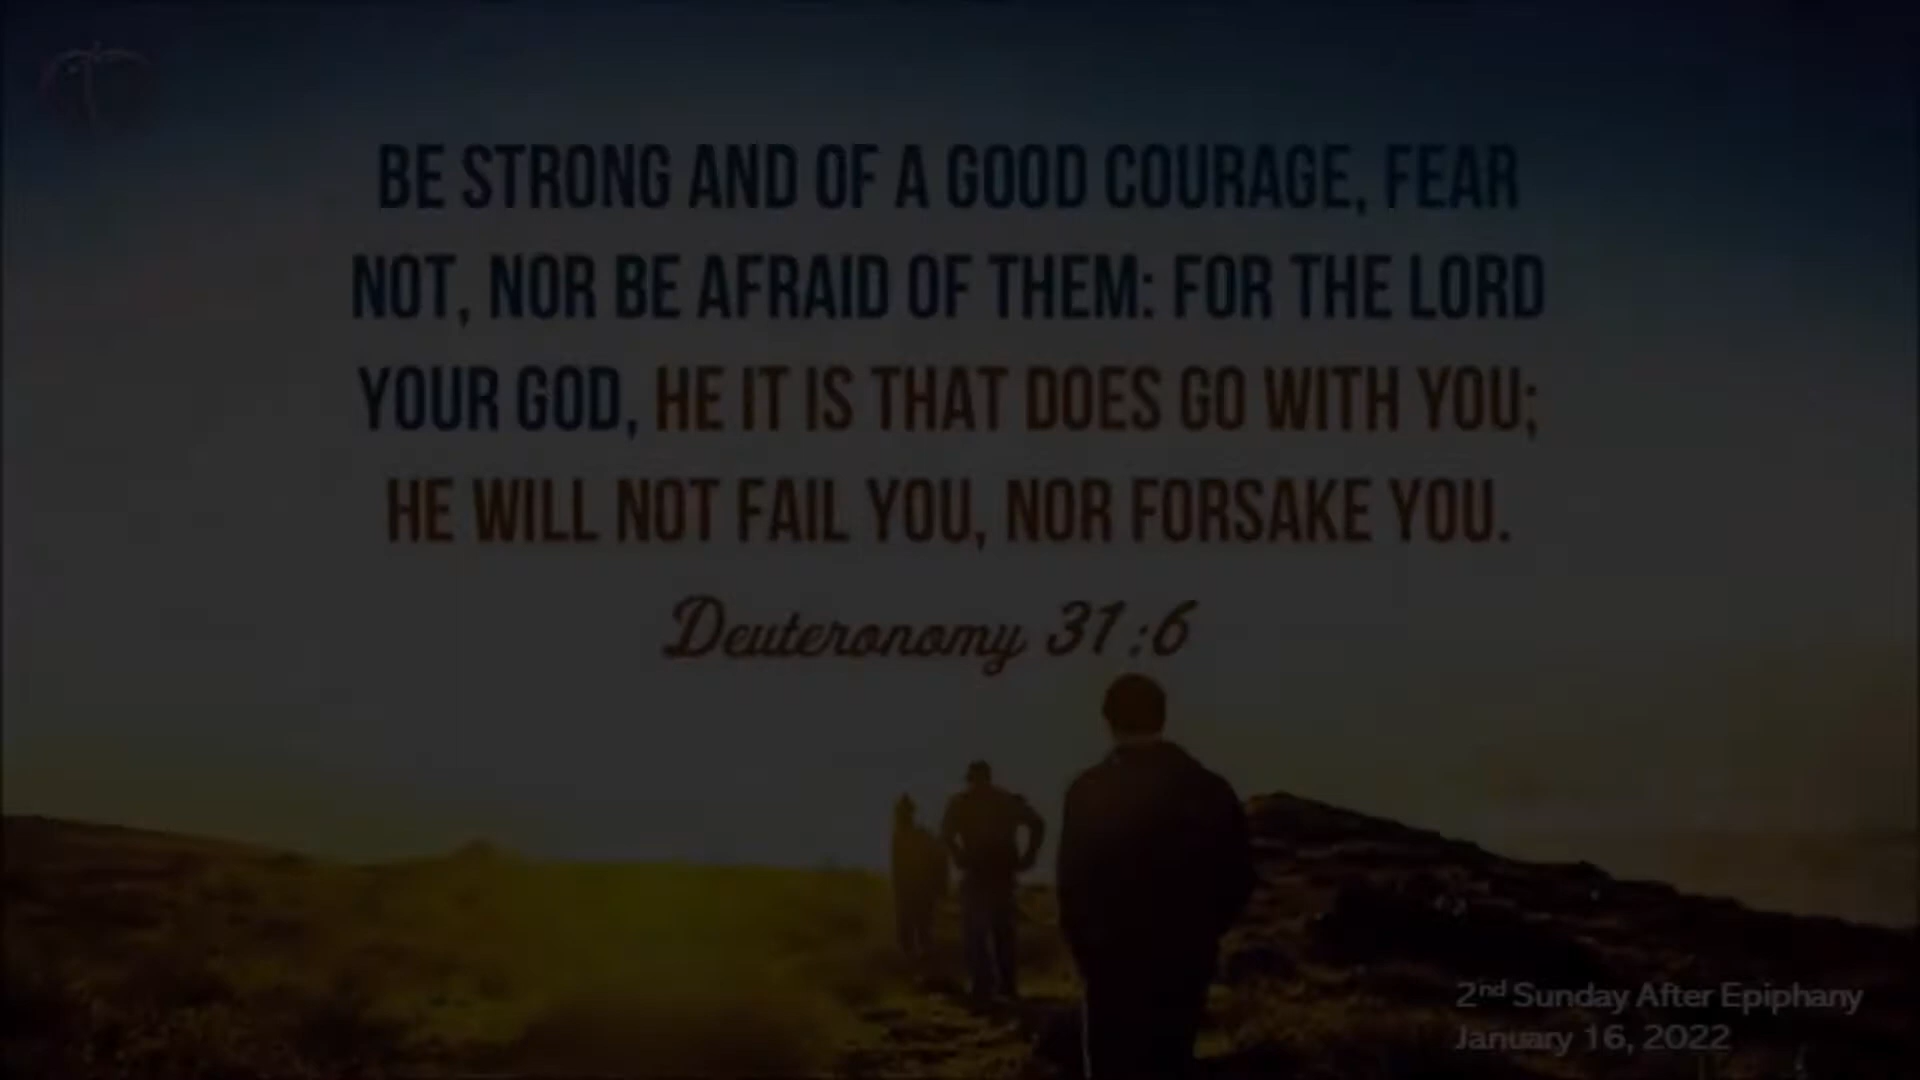 BE STRONG AND OF A GOOD COURAGE, FEAR
NOT, NOR BE AFRAID OF THEM: FOR THE LORD
YOUR GOD, HE IT IS THAT DOES GO WITH YOU;
HE WILL NOT FAIL YOU, NOR FORSAKE YOU.
Deuteronomy 31:6
2nd Sunday After Epiphany
January 16, 2022